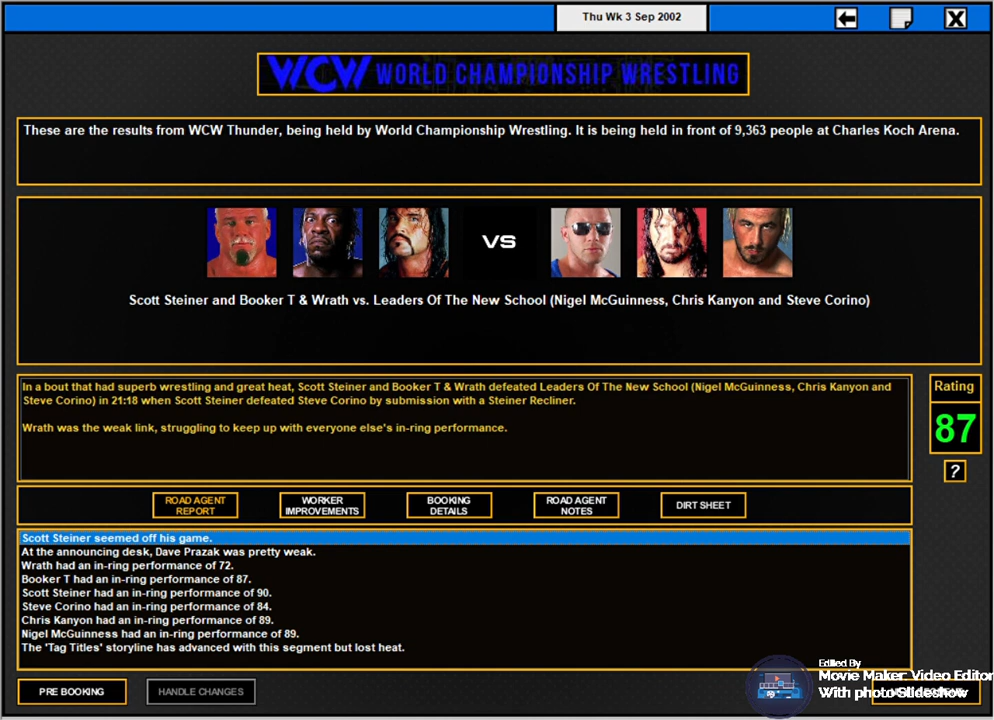 Thu Wk 3 Sep 2002
WCW WORLD CHAMPIONSHIP WRESTLING
These are the results from WCW Thunder, being held by World Championship Wrestling. It is being held in front of 9,363 people at Charles Koch Arena.
VS
Scott Steiner and Booker T & Wrath vs. Leaders Of The New School (Nigel McGuinness, Chris Kanyon and Steve Corino)
In a bout that had superb wrestling and great heat, Scott Steiner and Booker T & Wrath defeated Leaders Of The New School (Nigel McGuinness, Chris Kanyon and
Steve Corino) in 21:18 when Scott Steiner defeated Steve Corino by submission with a Steiner Recliner.
Wrath was the weak link, struggling to keep up with everyone else's in-ring performance.
Rating
87
?
ROAD AGENT
REPORT
WORKER
IMPROVEMENTS
BOOKING
DETAILS
ROAD AGENT
NOTES
DIRT SHEET
Scott Steiner seemed off his game.
At the announcing desk, Dave Prazak was pretty weak.
Wrath had an in-ring performance of 72.
Booker T had an in-ring performance of 87.
Scott Steiner had an in-ring performance of 90.
Steve Corino had an in-ring performance of 84.
Chris Kanyon had an in-ring performance of 89.
Nigel McGuinness had an in-ring performance of 89.
The 'Tag Titles' storyline has advanced with this segment but lost heat.
PRE BOOKING
HANDLE CHANGES
Edited By
Movie Maker: Video Editor
With photo Slideshow